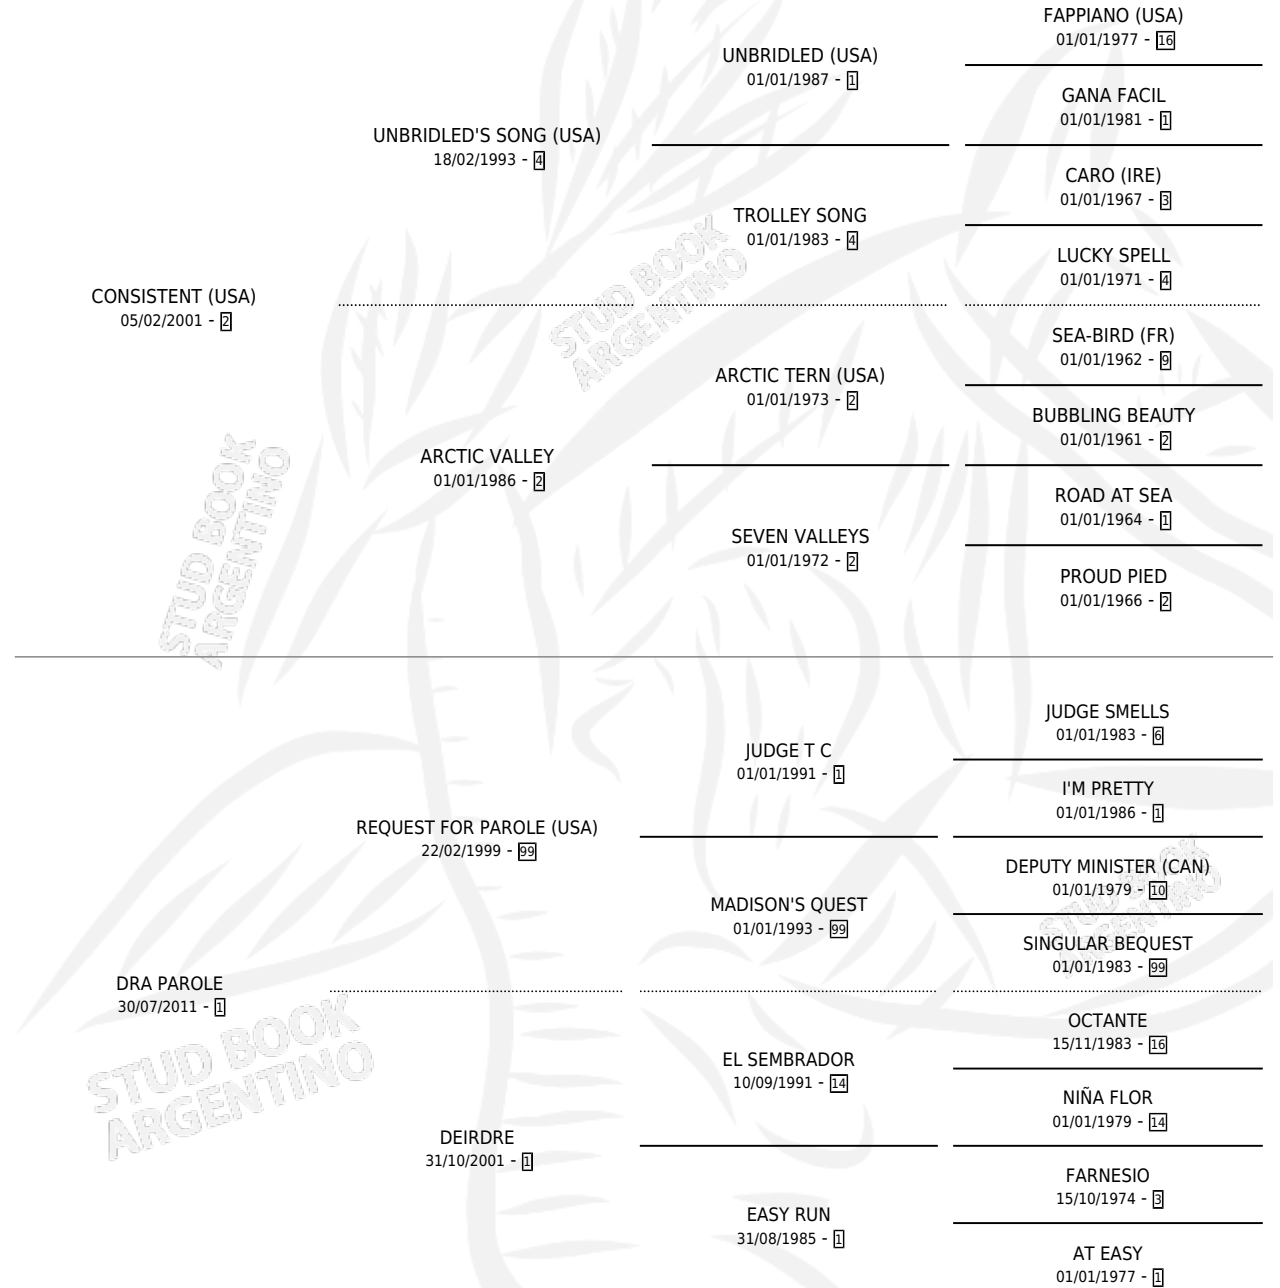 FAPPIANO (USA)
01/01/1977 - 16
UNBRIDLED (USA)
01/01/1987 - 1
GANA FACIL
01/01/1981 - 1
UNBRIDLED'S SONG (USA)
18/02/1993 - 4
CARO (IRE)
01/01/1967 - 3
TROLLEY SONG
01/01/1983 - 4
LUCKY SPELL
01/01/1971 - 4
CONSISTENT (USA)
05/02/2001 - 2
SEA-BIRD (FR)
01/01/1962 - 9
ARCTIC TERN (USA)
01/01/1973 - 2
BUBBLING BEAUTY
01/01/1961 - 2
ARCTIC VALLEY
01/01/1986 - 2
ROAD AT SEA
01/01/1964 - 1
SEVEN VALLEYS
01/01/1972 - 2
PROUD PIED
01/01/1966 - 2
JUDGE SMELLS
01/01/1983 - 6
JUDGE T C
01/01/1991 - 1
I'M PRETTY
01/01/1986 - 1
REQUEST FOR PAROLE (USA)
22/02/1999 - 99
DEPUTY MINISTER (CAN)
01/01/1979 - 10
MADISON'S QUEST
01/01/1993 - 99
SINGULAR BEQUEST
01/01/1983 - 99
DRA PAROLE
30/07/2011 - 1
OCTANTE
15/11/1983 - 16
EL SEMBRADOR
10/09/1991 - 14
NIÑA FLOR
01/01/1979 - 14
DEIRDRE
31/10/2001 - 1
FARNESIO
15/10/1974 - 3
EASY RUN
31/08/1985 - 1
AT EASY
01/01/1977 - 1
STUD BOOK
ARGENTINO
STUD BOOK
ARGENTINO
STUD BOOK
ARGENTINO
STUD BOOK
ARGENTINO